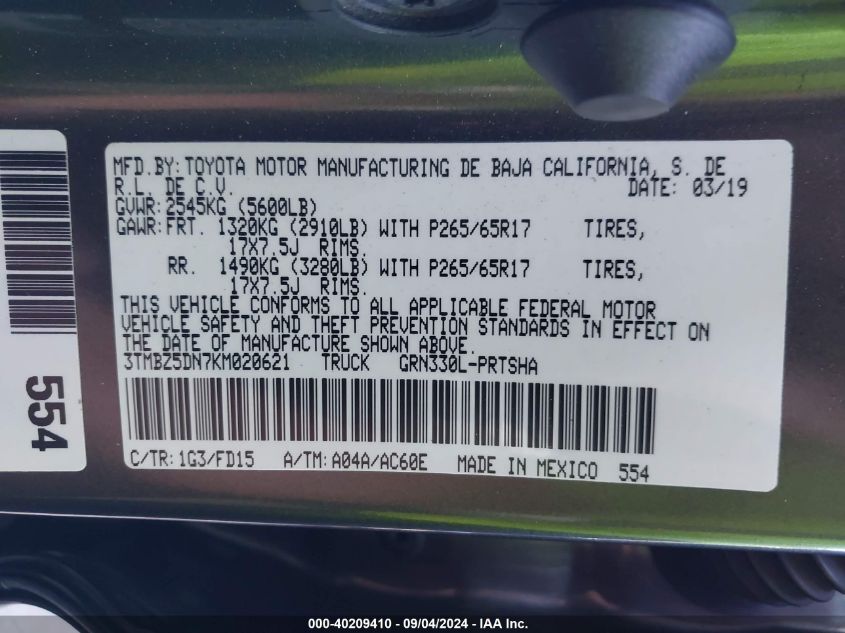 MFD.BY: TOYOTA MOTOR MANUFACTURING DE BAJA CALIFORNIA, S. DE
R.L. DE C.V. DATE: 03/19
GVWR: 2545KG (5600LB)
GAWR: FRT. 1320KG (2910LB) WITH P265/65R17 TIRES,
17X7.5J RIMS.
RR. 1490KG (3280LB) WITH P265/65R17 TIRES,
17X7.5J RIMS.
THIS VEHICLE CONFORMS TO ALL APPLICABLE FEDERAL MOTOR
VEHICLE SAFETY AND THEFT PREVENTION STANDARDS IN EFFECT ON
THE DATE OF MANUFACTURE SHOWN ABOVE.
3TMBZ5DN7KM020621 TRUCK GRN330L-PRTSHA
C/TR: 1G3/FD15 A/TM: A04A/AC60E MADE IN MEXICO 554
554
000-40209410 - 09/04/2024 - IAA Inc.